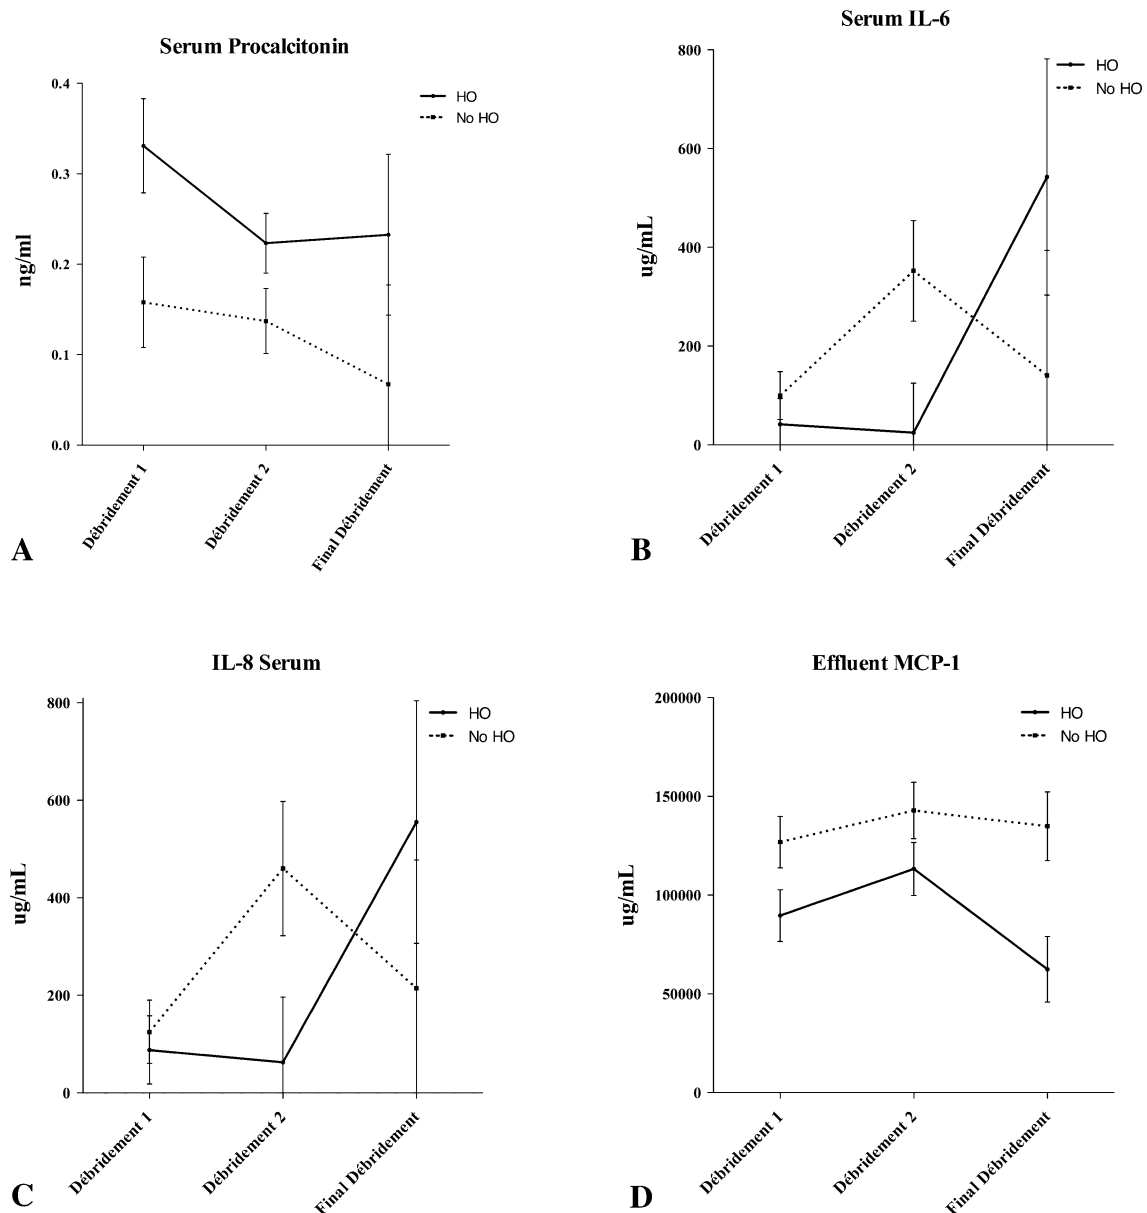 Serum Procalcitonin
0.4
0.3
0.2
0.1
0.0
ng/ml
HO
No HO
Débridement 1
Débridement 2
Final Débridement
A
Serum IL-6
800
600
400
200
0
ug/mL
HO
No HO
Débridement 1
Débridement 2
Final Débridement
B
IL-8 Serum
800
600
400
200
0
ug/mL
HO
No HO
Débridement 1
Débridement 2
Final Débridement
C
Effluent MCP-1
200000
150000
100000
50000
0
ug/mL
HO
No HO
Débridement 1
Débridement 2
Final Débridement
D